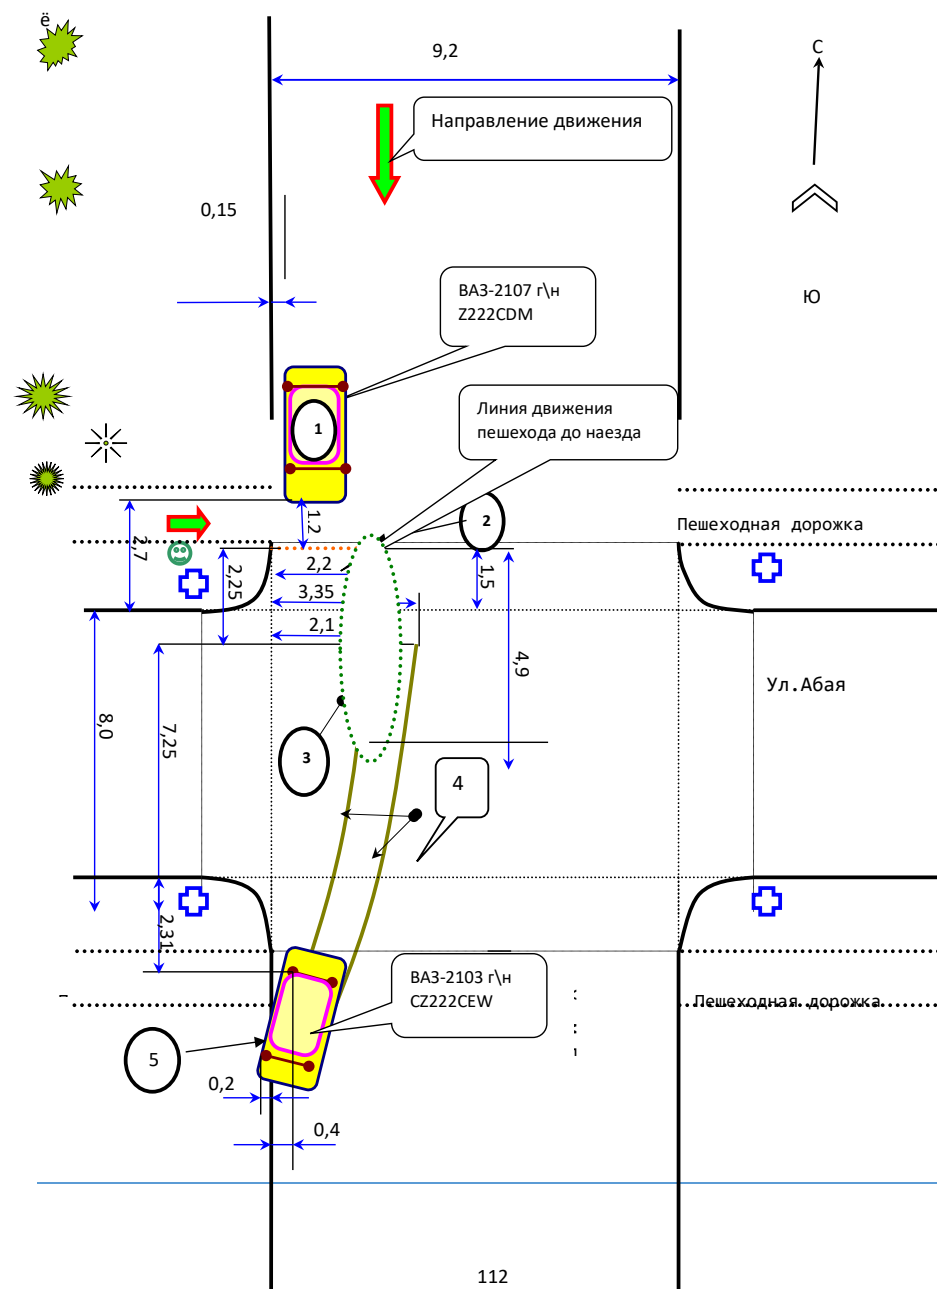 ё
9,2
С
Направление движения
0,15
ВАЗ-2107 г\н
Z222CDM
Ю
Линия движения
пешехода до наезда
1
2
Пешеходная дорожка
1.2
2,7
2,2
2,25
1,5
3,35
2,1
4,9
Ул.Абая
8,0
7,25
3
4
2,31
ВАЗ-2103 г\н
CZ222CEW
Пешеходная дорожка
5
0,2
0,4
112